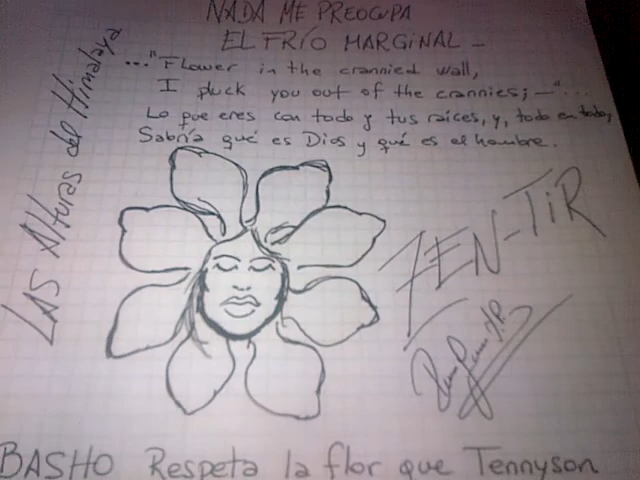 NADA ME PREOCUPA
EL FRÍO MARGINAL -
..."Flower in the crannied wall,
I pluck you out of the crannies; -"...
Lo que eres con todo y tus raíces, y, todo en todo,
Sabría qué es Dios y qué es el hombre.
LAS Alturas del Himalaya
ZEN-TIR
BASHO Respeta la flor que Tennyson